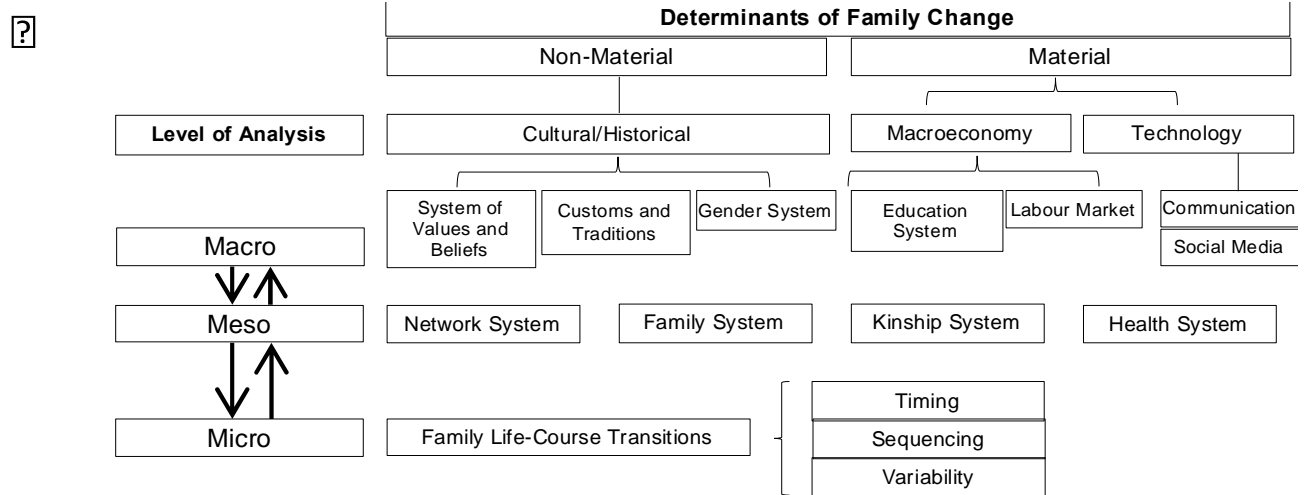 Determinants of Family Change
Non-Material
Material
Level of Analysis
Cultural/Historical
Macroeconomy
Technology
System of
Values and
Beliefs
Customs and
Traditions
Gender System
Education
System
Labour Market
Communication
Social Media
Macro
Meso
Network System
Family System
Kinship System
Health System
Micro
Family Life-Course Transitions
Timing
Sequencing
Variability